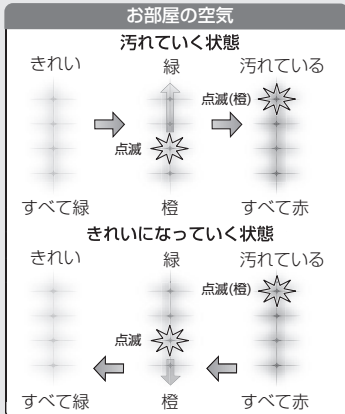 お部屋の空気
汚れていく状態
きれい 緑 汚れている
点滅(橙)
点滅
すべて緑 橙 すべて赤
きれいになっていく状態
きれい 緑 汚れている
点滅(橙)
点滅
すべて緑 橙 すべて赤